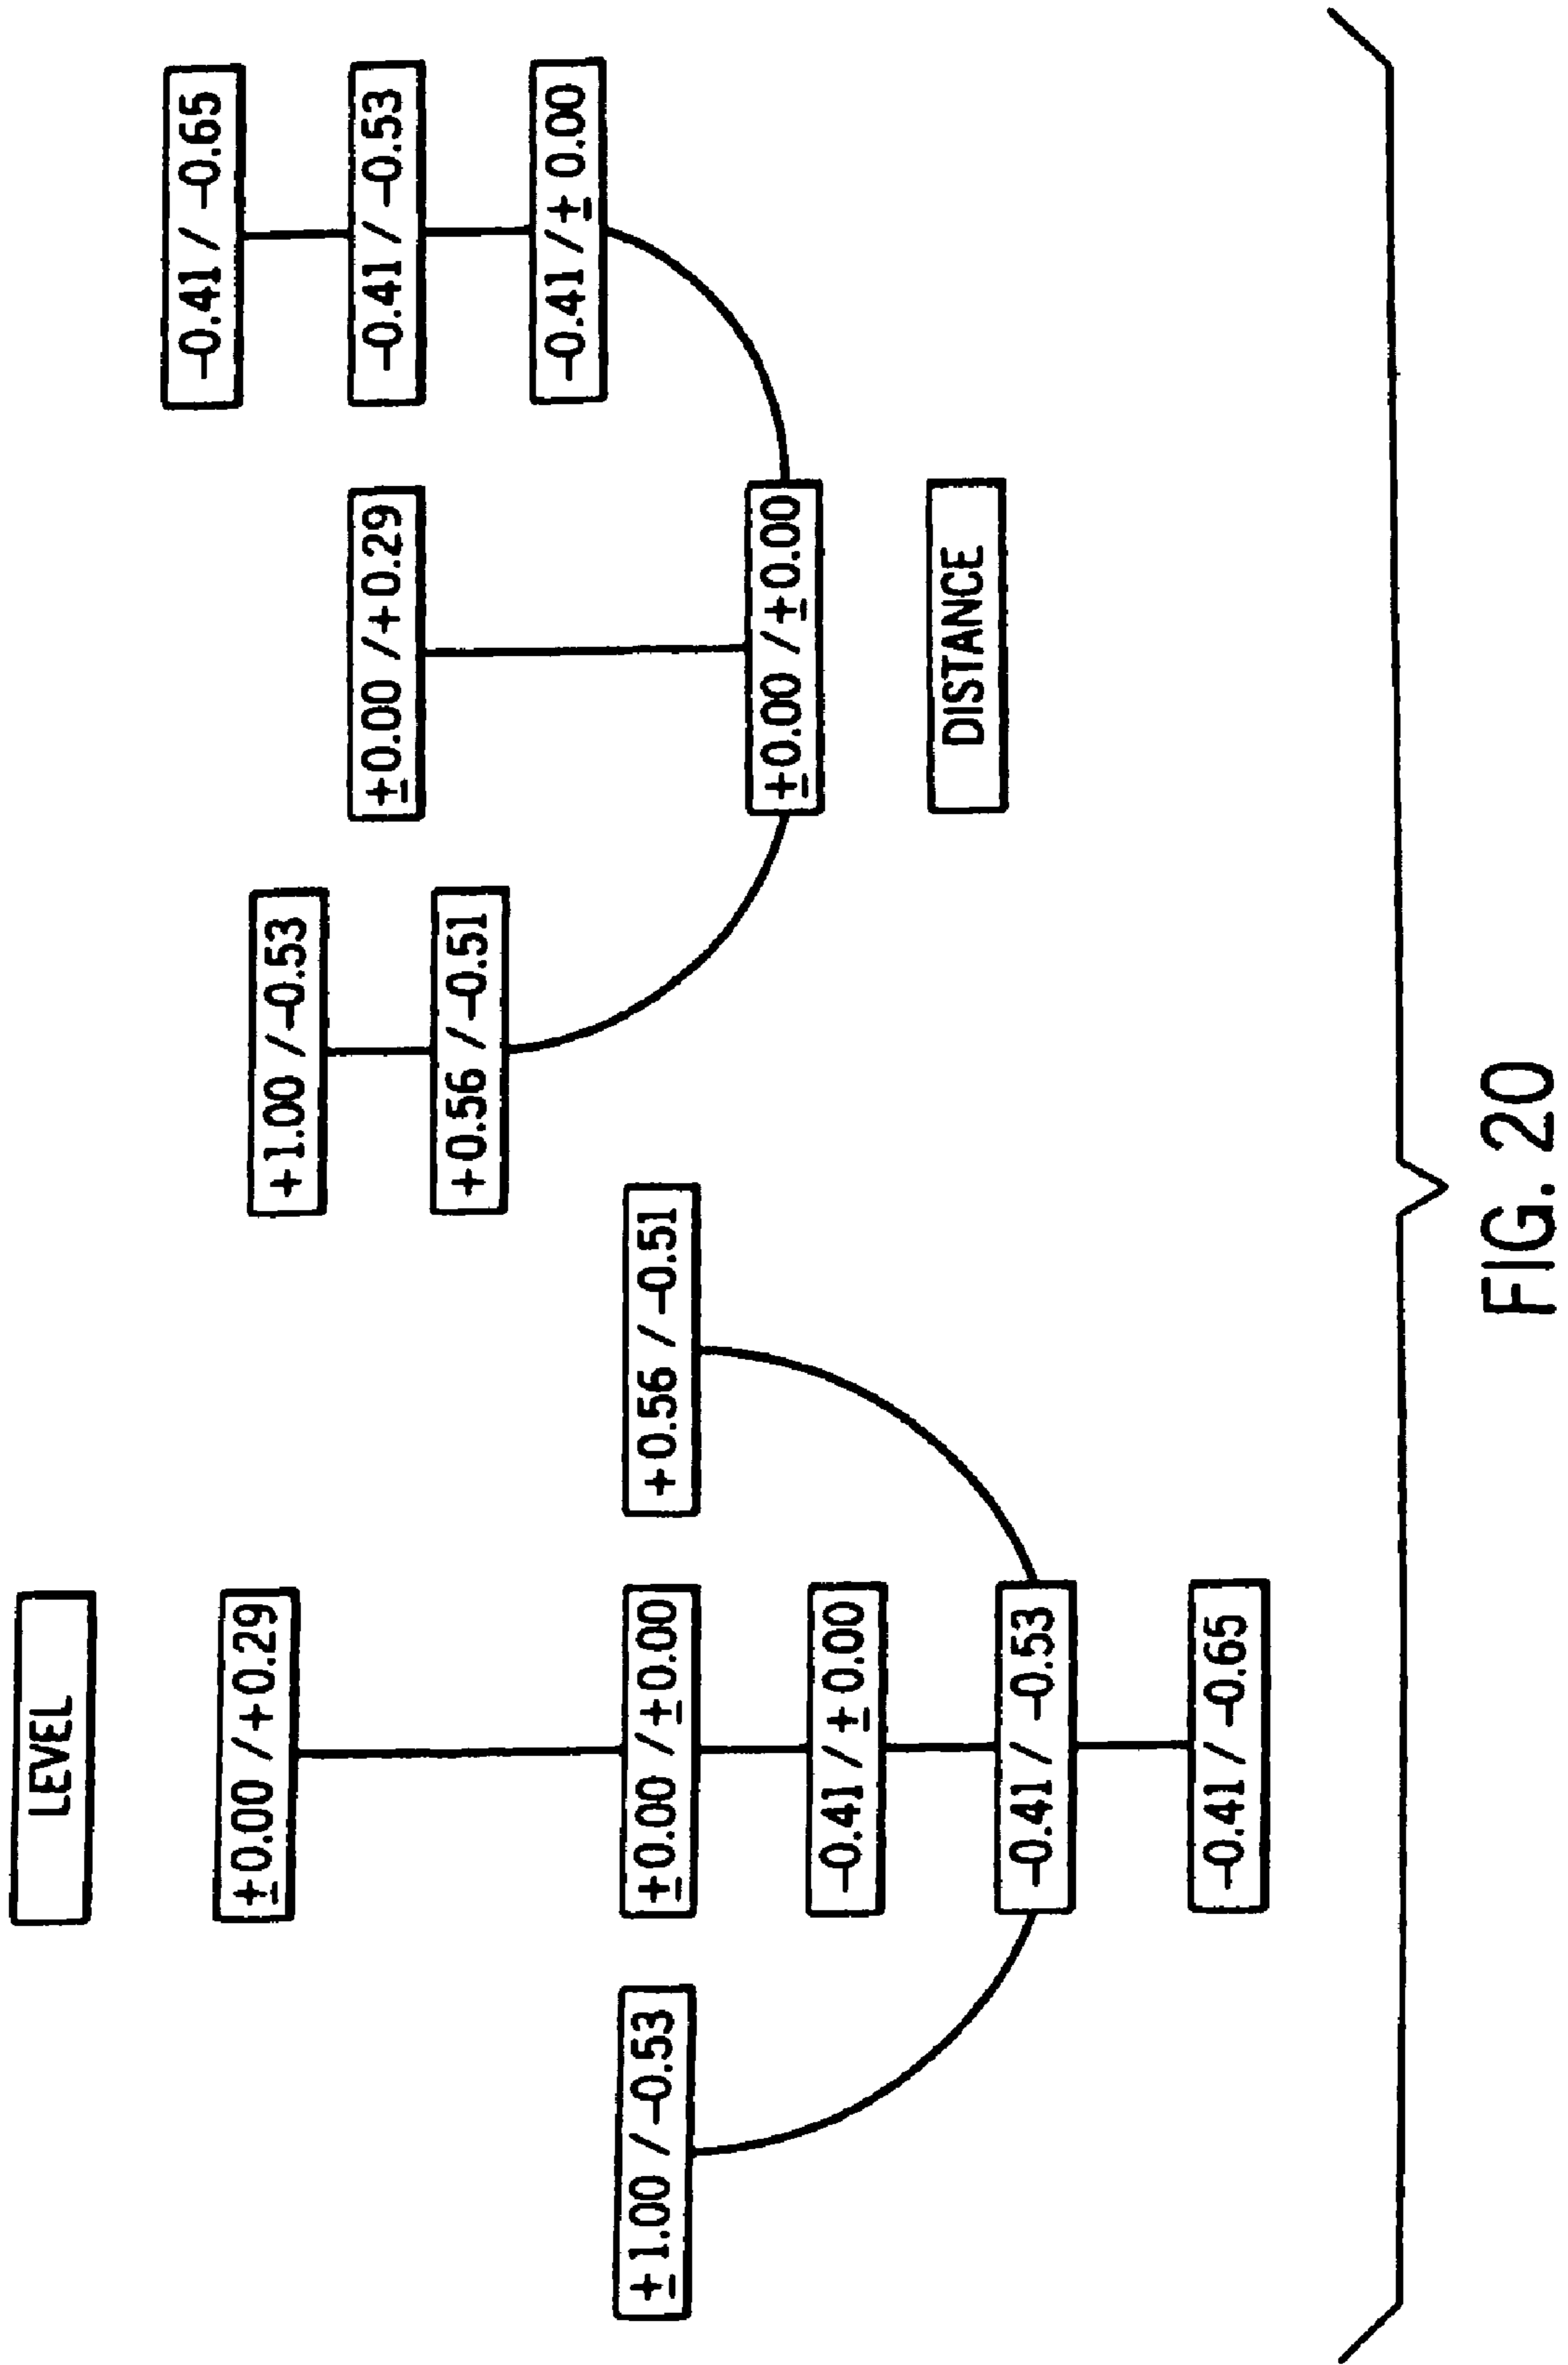 LEVEL
±0.00 / +0.29
±1.00 / -0.53
±0.00 / ±0.00
+0.56 / -0.51
-0.41 / ±0.00
-0.41 / -0.53
-0.41 / -0.65
+1.00 / -0.53
+0.56 / -0.51
±0.00 / +0.29
±0.00 / ±0.00
DISTANCE
-0.41 / -0.65
-0.41 / -0.53
-0.41 / ± 0.00
FIG. 20